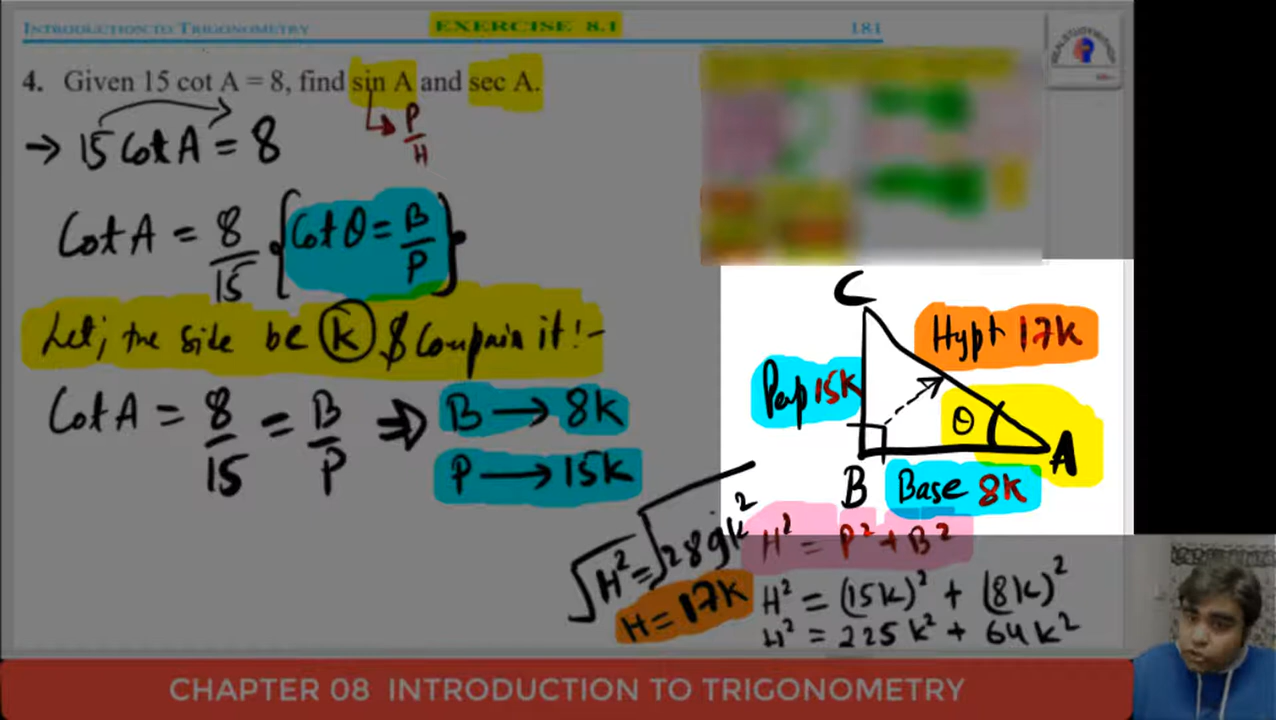 INTRODUCTION TO TRIGONOMETRY EXERCISE 8.1 181
4. Given 15 cot A = 8, find sin A and sec A.
P/H
→ 15 Cot A = 8
Cot A = 8/15 {Cot θ = B/P}
Let, the side be k & Compain it :-
Cot A = 8/15 = B/P ⇒ B → 8k
P → 15k
C
Hypt 17k
Perp 15k
θ
A
B
Base 8k
H² = P² + B²
H² = (15k)² + (8k)²
H² = 225k² + 64k²
√H² = √289k²
H = 17k
CHAPTER 08 INTRODUCTION TO TRIGONOMETRY